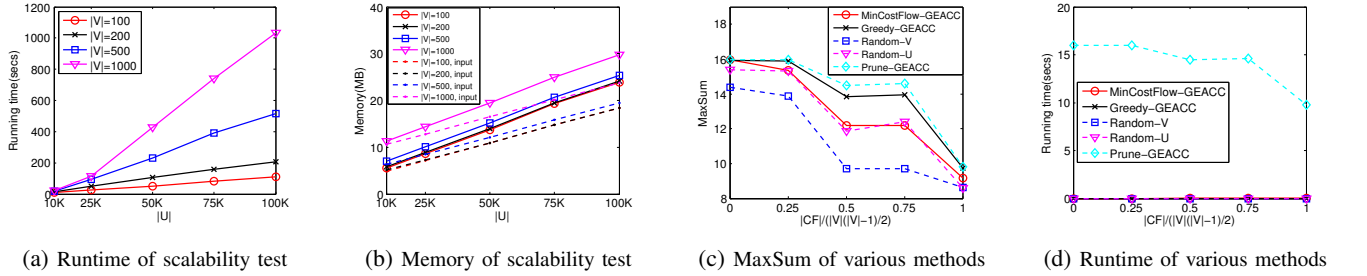 1200
1000
800
600
400
200
10K 25K 50K 75K 100K
|U|
Running time(secs)
|V|=100
|V|=200
|V|=500
|V|=1000
(a) Runtime of scalability test
40
30
20
10
0
10K 25K 50K 75K 100K
|U|
Memory(MB)
|V|=100
|V|=200
|V|=500
|V|=1000
|V|=100, input
|V|=200, input
|V|=500, input
|V|=1000, input
(b) Memory of scalability test
18
16
14
12
10
8
0 0.25 0.5 0.75 1
|CF|/(|V|(|V|−1)/2)
MaxSum
MinCostFlow−GEACC
Greedy−GEACC
Random−V
Random−U
Prune−GEACC
(c) MaxSum of various methods
20
15
10
5
0
0 0.25 0.5 0.75 1
|CF|/(|V|(|V|−1)/2)
Running time(secs)
MinCostFlow−GEACC
Greedy−GEACC
Random−V
Random−U
Prune−GEACC
(d) Runtime of various methods